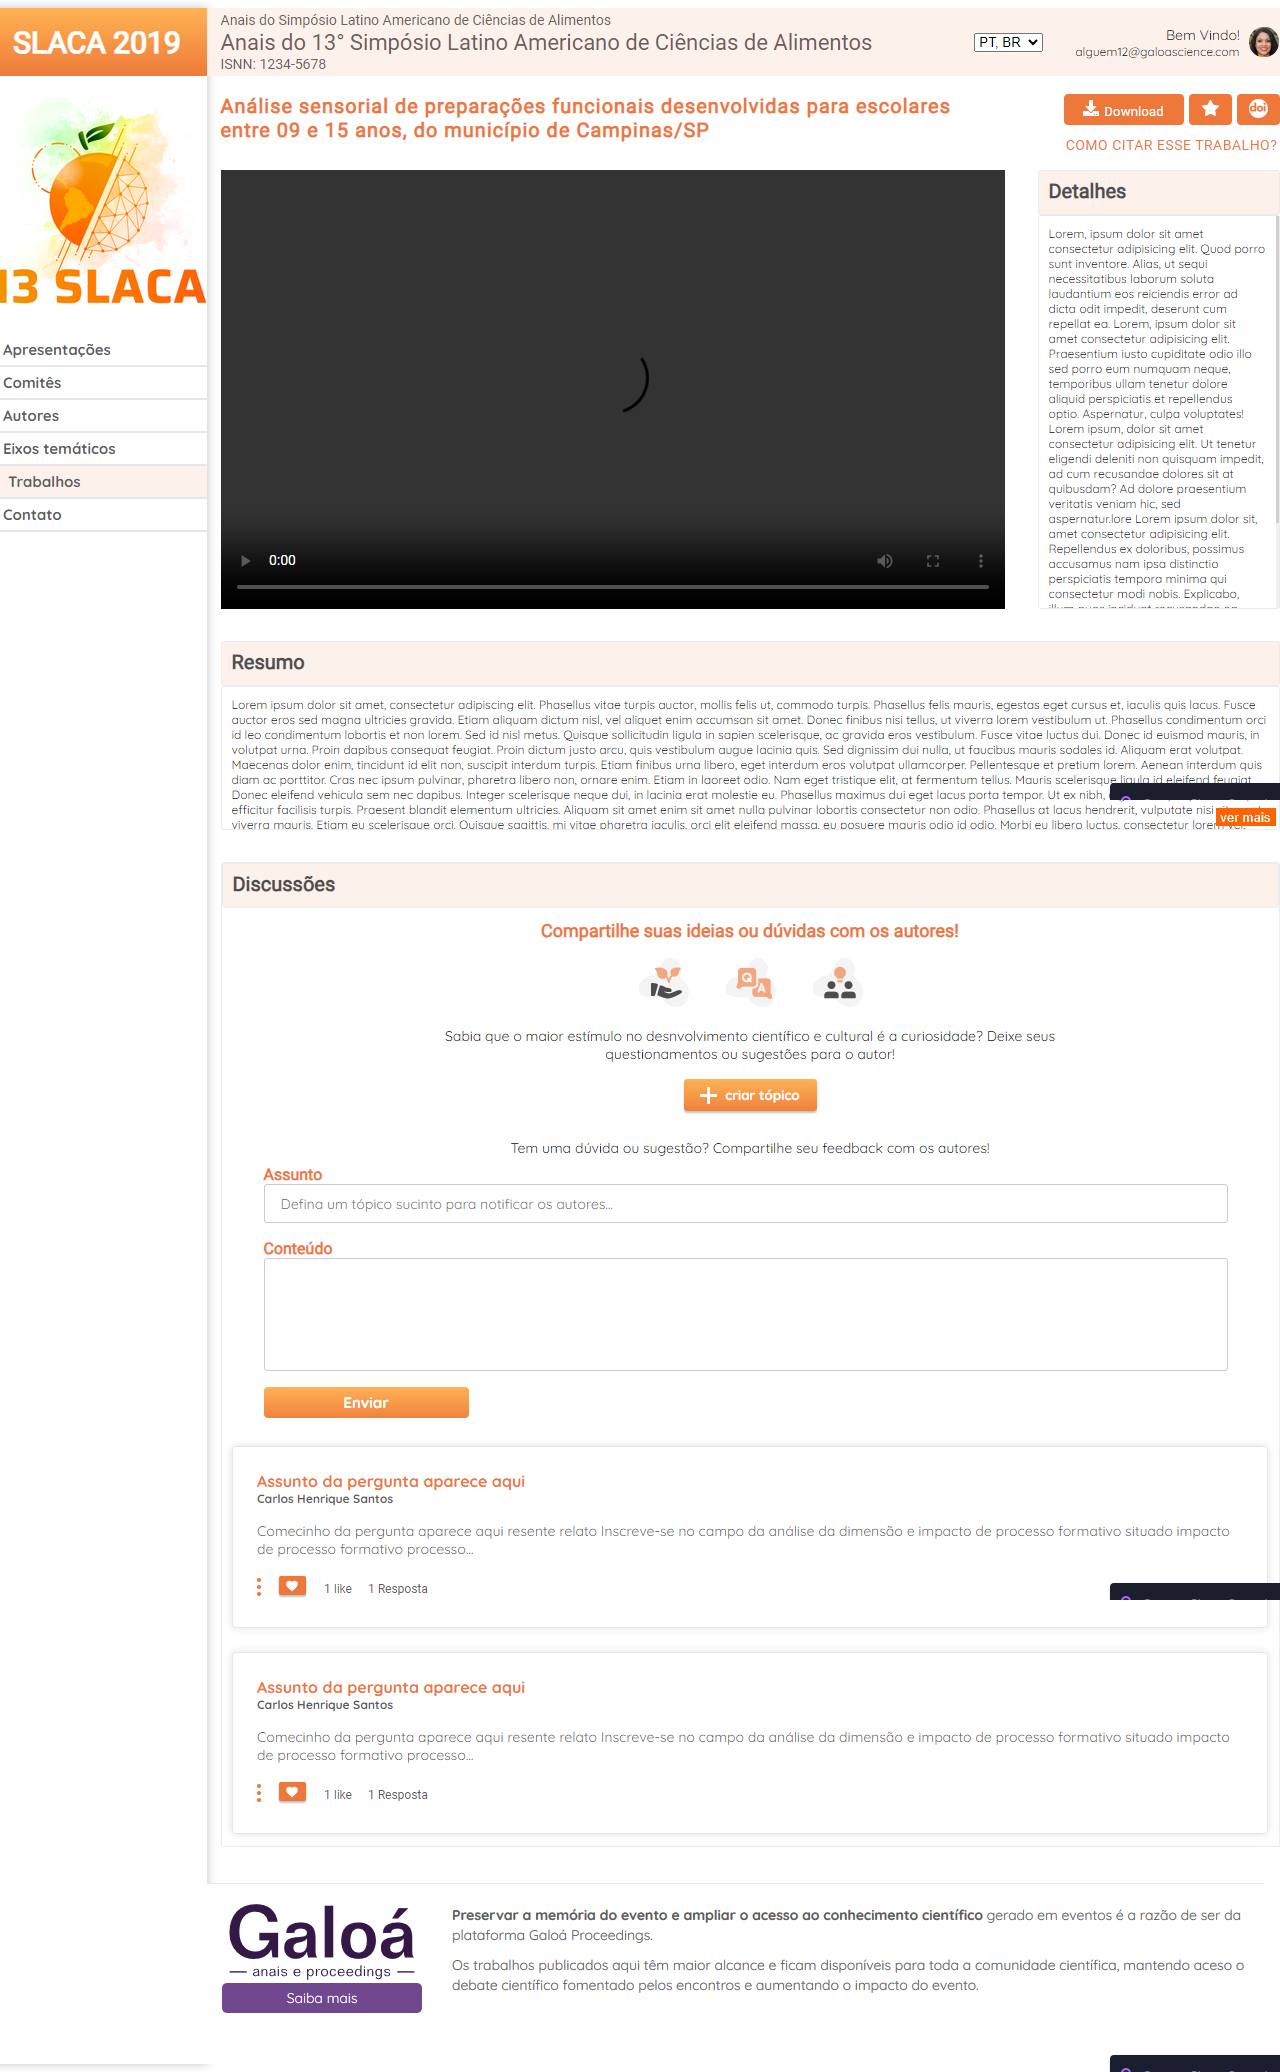 SLACA 2019
Anais do Simpósio Latino Americano de Ciências de Alimentos
Anais do 13° Simpósio Latino Americano de Ciências de Alimentos
ISNN: 1234-5678
PT, BR
Bem Vindo!
alguem12@galoascience.com
13 SLACA
Apresentações
Comitês
Autores
Eixos temáticos
Trabalhos
Contato
Análise sensorial de preparações funcionais desenvolvidas para escolares
entre 09 e 15 anos, do município de Campinas/SP
Download
doi
COMO CITAR ESSE TRABALHO?
0:00
Detalhes
Lorem, ipsum dolor sit amet
consectetur adipisicing elit. Quod porro
sunt inventore. Alias, ut sequi
necessitatibus laborum soluta
laudantium eos reiciendis error ad
dicta odit impedit, deserunt cum
repellat ea. Lorem, ipsum dolor sit
amet consectetur adipisicing elit.
Praesentium iusto cupiditate odio illo
sed porro eum numquam neque,
temporibus ullam tenetur dolore
aliquid perspiciatis et repellendus
optio. Aspernatur, culpa voluptates!
Lorem ipsum, dolor sit amet
consectetur adipisicing elit. Ut tenetur
eligendi deleniti non quisquam impedit,
ad cum recusandae dolores sit at
quibusdam? Ad dolore praesentium
veritatis veniam hic, sed
aspernatur.lore Lorem ipsum dolor sit,
amet consectetur adipisicing elit.
Repellendus ex doloribus, possimus
accusamus nam ipsa distinctio
perspiciatis tempora minima qui
consectetur modi nobis. Explicabo,
Resumo
Lorem ipsum dolor sit amet, consectetur adipiscing elit. Phasellus vitae turpis auctor, mollis felis ut, commodo turpis. Phasellus felis mauris, egestas eget cursus et, iaculis quis lacus. Fusce
auctor eros sed magna ultricies gravida. Etiam aliquam dictum nisl, vel aliquet enim accumsan sit amet. Donec finibus nisi tellus, ut viverra lorem vestibulum ut. Phasellus condimentum orci
id leo condimentum lobortis et non lorem. Sed id nisl metus. Quisque sollicitudin ligula in sapien scelerisque, ac gravida eros vestibulum. Fusce vitae luctus dui. Donec id euismod mauris, in
volutpat urna. Proin dapibus consequat feugiat. Proin dictum justo arcu, quis vestibulum augue lacinia quis. Sed dignissim dui nulla, ut faucibus mauris sodales id. Aliquam erat volutpat.
Maecenas dolor enim, tincidunt id elit non, suscipit interdum turpis. Etiam finibus urna libero, eget interdum eros volutpat ullamcorper. Pellentesque et pretium lorem. Aenean interdum quis
diam ac porttitor. Cras nec ipsum pulvinar, pharetra libero non, ornare enim. Etiam in laoreet odio. Nam eget tristique elit, at fermentum tellus. Mauris scelerisque ligula id eleifend feugiat.
Donec eleifend vehicula sem nec dapibus. Integer scelerisque neque dui, in lacinia erat molestie eu. Phasellus maximus dui eget lacus porta tempor. Ut ex nibh,
efficitur facilisis turpis. Praesent blandit elementum ultricies. Aliquam sit amet enim sit amet nulla pulvinar lobortis consectetur non odio. Phasellus at lacus hendrerit, vulputate nisi
viverra mauris. Etiam eu scelerisque orci. Quisque sagittis, mi vitae pharetra iaculis, orci elit eleifend massa, eu posuere mauris odio id odio. Morbi eu libero luctus, consectetur lorem vel,
ver mais
Discussões
Compartilhe suas ideias ou dúvidas com os autores!
Q A
Sabia que o maior estímulo no desnvolvimento científico e cultural é a curiosidade? Deixe seus
questionamentos ou sugestões para o autor!
criar tópico
Tem uma dúvida ou sugestão? Compartilhe seu feedback com os autores!
Assunto
Defina um tópico sucinto para notificar os autores...
Conteúdo
Enviar
Assunto da pergunta aparece aqui
Carlos Henrique Santos
Comecinho da pergunta aparece aqui resente relato Inscreve-se no campo da análise da dimensão e impacto de processo formativo situado impacto
de processo formativo processo...
1 like 1 Resposta
Assunto da pergunta aparece aqui
Carlos Henrique Santos
Comecinho da pergunta aparece aqui resente relato Inscreve-se no campo da análise da dimensão e impacto de processo formativo situado impacto
de processo formativo processo...
1 like 1 Resposta
Galoá
anais e proceedings
Saiba mais
Preservar a memória do evento e ampliar o acesso ao conhecimento científico gerado em eventos é a razão de ser da
plataforma Galoá Proceedings.
Os trabalhos publicados aqui têm maior alcance e ficam disponíveis para toda a comunidade científica, mantendo aceso o
debate científico fomentado pelos encontros e aumentando o impacto do evento.